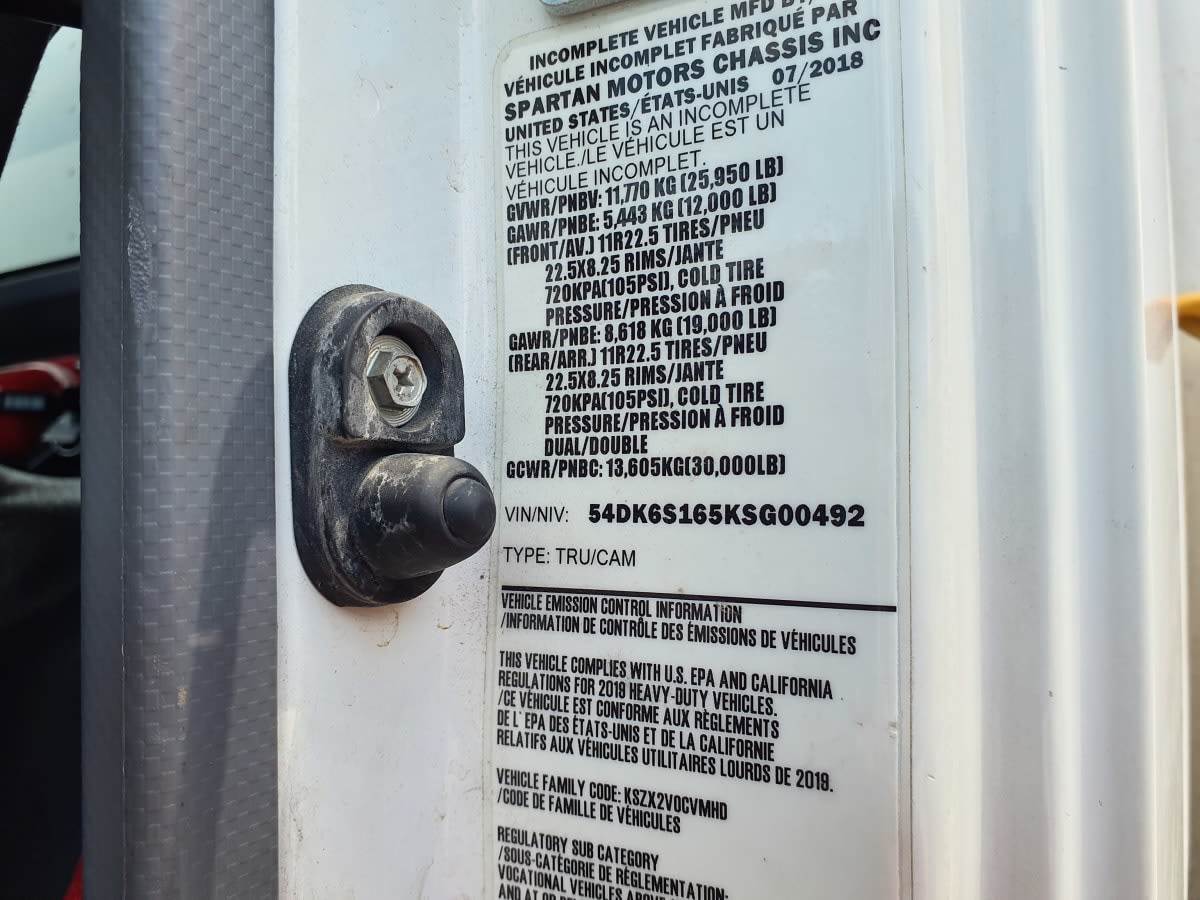 INCOMPLETE VEHICLE MFD BY/
VÉHICULE INCOMPLET FABRIQUÉ PAR
SPARTAN MOTORS CHASSIS INC
UNITED STATES/ÉTATS-UNIS 07/2018
THIS VEHICLE IS AN INCOMPLETE
VEHICLE./LE VÉHICULE EST UN
VÉHICULE INCOMPLET.
GVWR/PNBV: 11,770 KG (25,950 LB)
GAWR/PNBE: 5,443 KG (12,000 LB)
(FRONT/AV.) 11R22.5 TIRES/PNEU
22.5X8.25 RIMS/JANTE
720KPA(105PSI), COLD TIRE
PRESSURE/PRESSION À FROID
GAWR/PNBE: 8,618 KG (19,000 LB)
(REAR/ARR.) 11R22.5 TIRES/PNEU
22.5X8.25 RIMS/JANTE
720KPA(105PSI), COLD TIRE
PRESSURE/PRESSION À FROID
DUAL/DOUBLE
GCWR/PNBC: 13,605KG(30,000LB)
VIN/NIV: 54DK6S165KSG00492
TYPE: TRU/CAM
VEHICLE EMISSION CONTROL INFORMATION
/INFORMATION DE CONTRÔLE DES ÉMISSIONS DE VÉHICULES
THIS VEHICLE COMPLIES WITH U.S. EPA AND CALIFORNIA
REGULATIONS FOR 2019 HEAVY-DUTY VEHICLES.
/CE VÉHICULE EST CONFORME AUX RÈGLEMENTS
DE L' EPA DES ÉTATS-UNIS ET DE LA CALIFORNIE
RELATIFS AUX VÉHICULES UTILITAIRES LOURDS DE 2019.
VEHICLE FAMILY CODE: KSZX2VOCVMHD
/CODE DE FAMILLE DE VÉHICULES
REGULATORY SUB CATEGORY
/SOUS-CATÉGORIE DE RÉGLEMENTATION:
VOCATIONAL VEHICLES ABOVE
AND AT OR